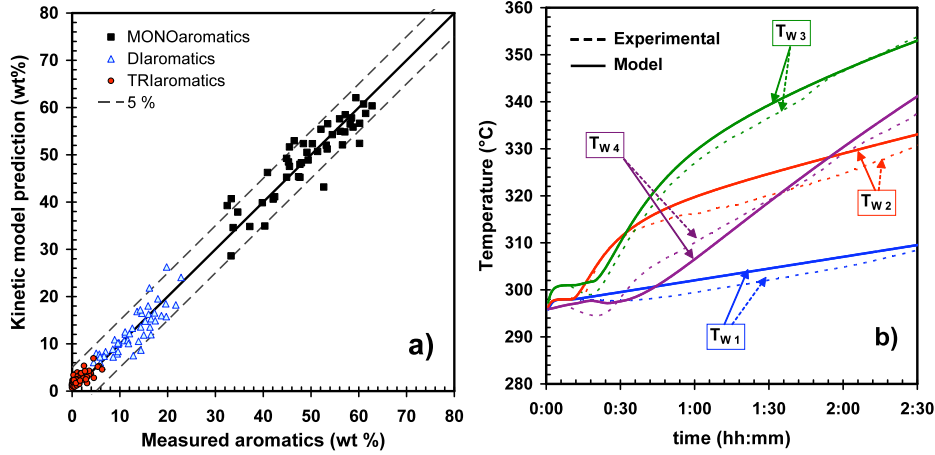 MONOaromatics
DIaromatics
TRIaromatics
5 %
80
70
60
50
40
30
20
10
0
Kinetic model prediction (wt%)
0 10 20 30 40 50 60 70 80
Measured aromatics (wt %)
a)
Experimental
Model
TW 3
TW 4
TW 2
TW 1
360
350
340
330
320
310
300
290
280
Temperature (°C)
0:00 0:30 1:00 1:30 2:00 2:30
time (hh:mm)
b)